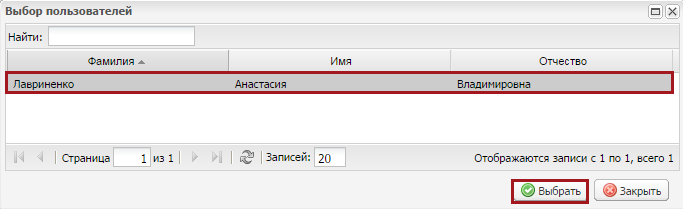 Выбор пользователей
Найти:
Фамилия Имя Отчество
Лавриненко Анастасия Владимировна
Страница 1 из 1 Записей: 20 Отображаются записи с 1 по 1, всего 1
Выбрать Закрыть